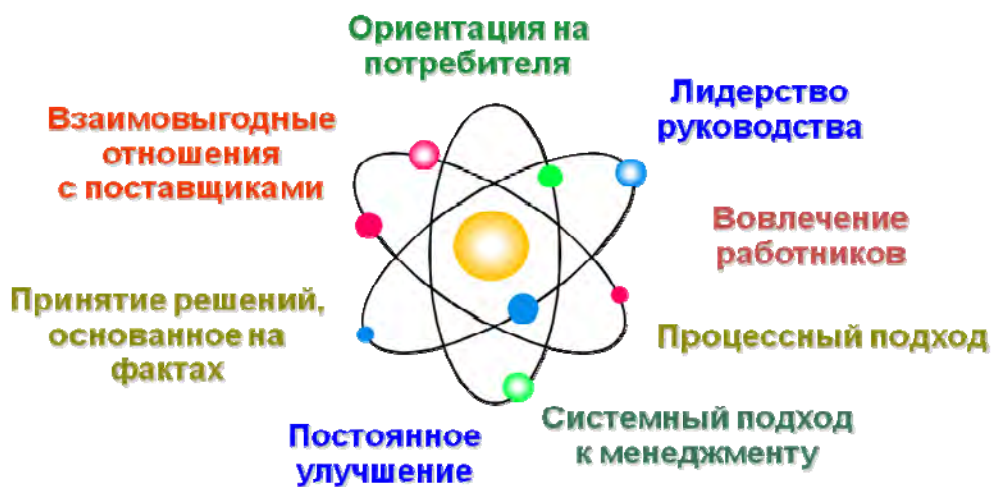 Ориентация на
потребителя
Лидерство
руководства
Вовлечение
работников
Процессный подход
Системный подход
к менеджменту
Постоянное
улучшение
Принятие решений,
основанное на
фактах
Взаимовыгодные
отношения
с поставщиками